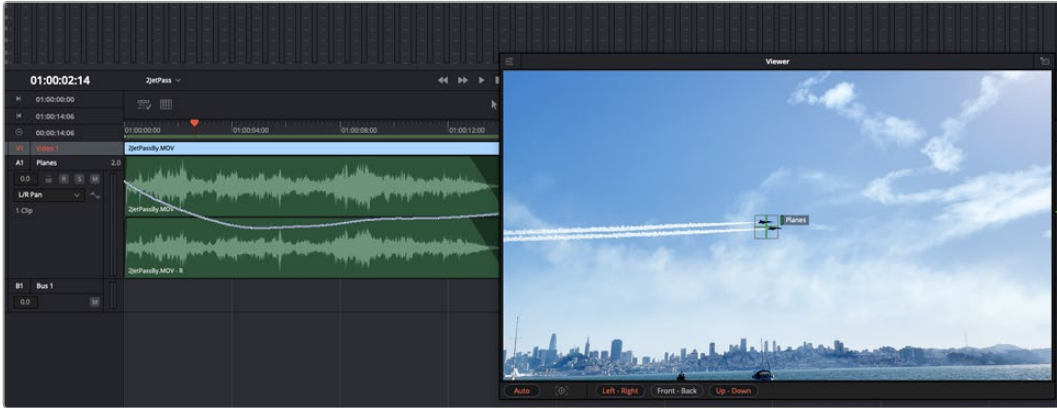 Viewer
01:00:02:14
2JetPass
01:00:00:00
01:00:14:06
00:00:14:06
01:00:00:00
01:00:04:00
01:00:08:00
01:00:12:00
V1 Video 1
2JetPassBy.MOV
A1 Planes 2.0
0.0 R S M
L/R Pan
1 Clip
2JetPassBy.MOV
2JetPassBy.MOV - R
Planes
B1 Bus 1
0.0 M
Auto Left - Right Front - Back Up - Down